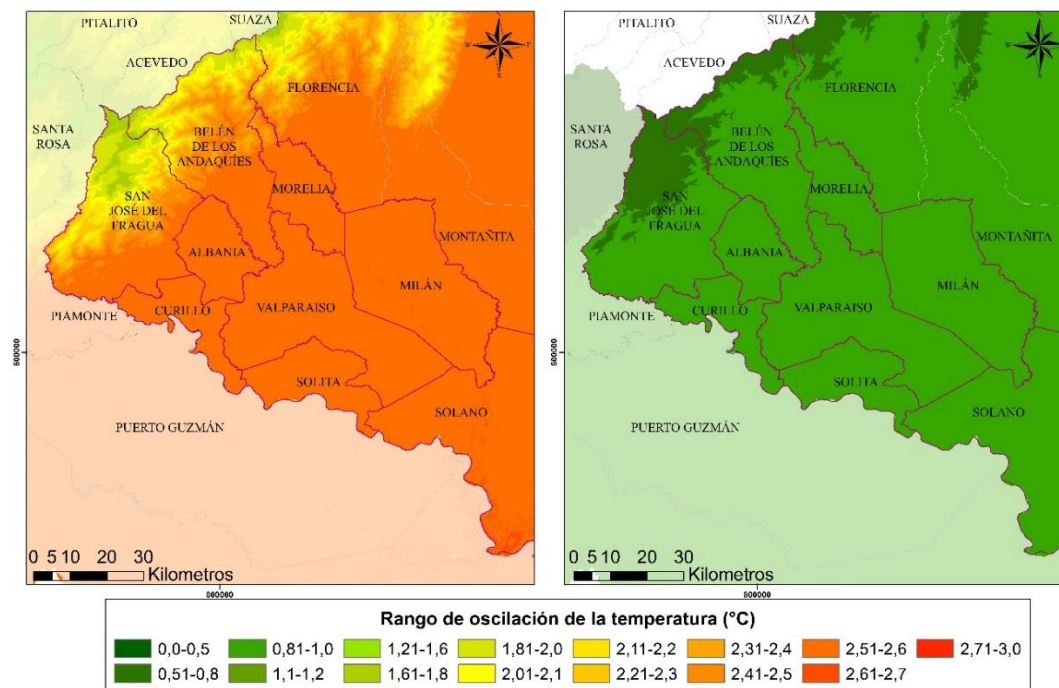 PITALITO
SUAZA
ACEVEDO
FLORENCIA
SANTA
ROSA
BELÉN
DE LOS
ANDAQUÍES
MORELIA
SAN
JOSÉ DEL
FRAGUA
MONTAÑITA
ALBANIA
MILÁN
VALPARAISO
PIAMONTE
CURILLO
SOLITA
SOLANO
PUERTO GUZMÁN
0 5 10 20 30
Kilometros
800000
PITALITO
SUAZA
ACEVEDO
FLORENCIA
SANTA
ROSA
BELÉN
DE LOS
ANDAQUÍES
MORELIA
SAN
JOSÉ DEL
FRAGUA
MONTAÑITA
ALBANIA
MILÁN
VALPARAISO
PIAMONTE
CURILLO
SOLITA
SOLANO
PUERTO GUZMÁN
0 5 10 20 30
Kilometros
800000
Rango de oscilación de la temperatura (°C)
0,0-0,5 0,81-1,0 1,21-1,6 1,81-2,0 2,11-2,2 2,31-2,4 2,51-2,6 2,71-3,0
0,51-0,8 1,1-1,2 1,61-1,8 2,01-2,1 2,21-2,3 2,41-2,5 2,61-2,7